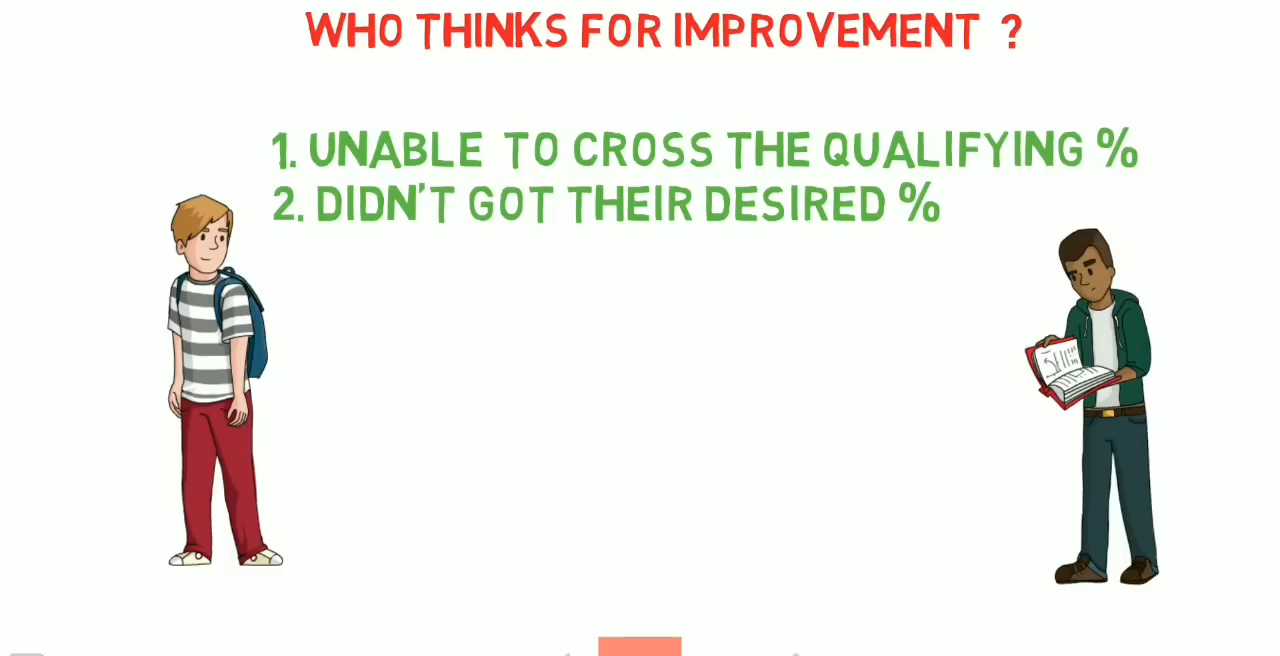 WHO THINKS FOR IMPROVEMENT ?
1. UNABLE TO CROSS THE QUALIFYING %
2. DIDN'T GOT THEIR DESIRED %